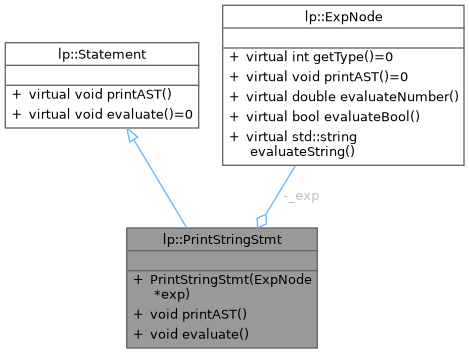 lp::ExpNode
+ virtual int getType()=0
+ virtual void printAST()=0
+ virtual double evaluateNumber()
+ virtual bool evaluateBool()
+ virtual std::string
evaluateString()
lp::Statement
+ virtual void printAST()
+ virtual void evaluate()=0
-_exp
lp::PrintStringStmt
+ PrintStringStmt(ExpNode
*exp)
+ void printAST()
+ void evaluate()